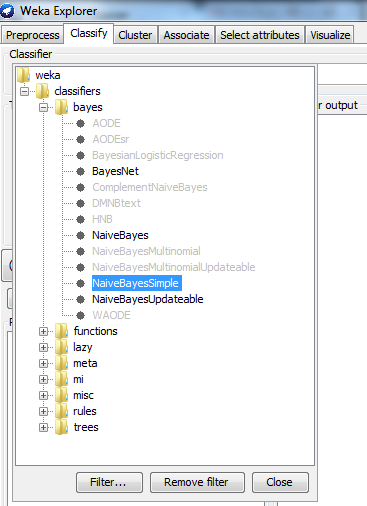 Weka Explorer
Preprocess Classify Cluster Associate Select attributes Visualize
Classifier
weka
classifiers
er output
bayes
AODE
AODEsr
BayesianLogisticRegression
BayesNet
ComplementNaiveBayes
DMNBtext
HNB
NaiveBayes
NaiveBayesMultinomial
NaiveBayesMultinomialUpdateable
NaiveBayesSimple
NaiveBayesUpdateable
WAODE
functions
lazy
meta
mi
misc
rules
trees
Filter... Remove filter Close